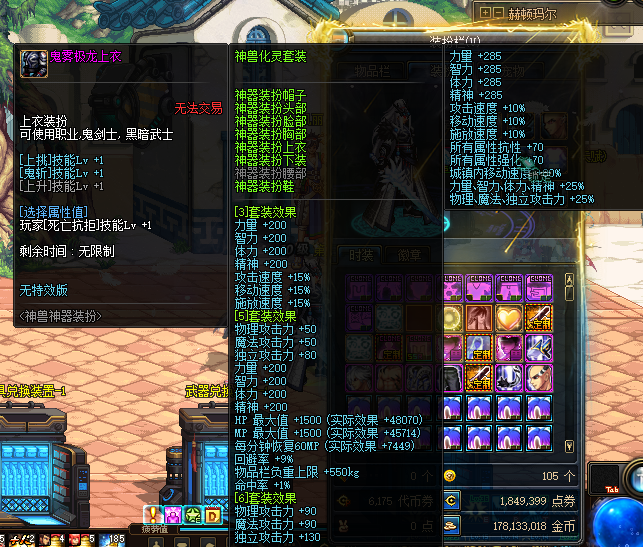 赫顿玛尔
装扮栏(U)
鬼雾极龙上衣
无法交易
上衣装扮
可使用职业,鬼剑士, 黑暗武士
[上挑]技能Lv +1
[鬼斩]技能Lv +1
[上升]技能Lv +1
[选择属性值]
玩家[死亡抗拒]技能Lv +1
剩余时间：无限制
无特效版
<神兽神器装扮>
神兽化灵套装
神器装扮帽子
神器装扮头部
神器装扮脸部
神器装扮胸部
神器装扮上衣
神器装扮下装
神器装扮腰部
神器装扮鞋
[3]套装效果
力量 +200
智力 +200
体力 +200
精神 +200
攻击速度 +15%
移动速度 +15%
施放速度 +15%
[5]套装效果
物理攻击力 +50
魔法攻击力 +50
独立攻击力 +80
力量 +200
智力 +200
体力 +200
精神 +200
HP 最大值 +1500(实际效果 +48070)
MP 最大值 +1500(实际效果 +45714)
每分钟恢复60MP(实际效果 +7449)
回避率 +9%
物品栏负重上限 +550kg
命中率 +1%
[6]套装效果
物理攻击力 +90
魔法攻击力 +90
独立攻击力 +130
力量 +285
智力 +285
体力 +285
精神 +285
攻击速度 +10%
移动速度 +10%
施放速度 +10%
所有属性抗性 +70
所有属性强化 +70
城镇内移动速度 +90%
力量、智力、体力、精神 +25%
物理、魔法、独立攻击力 +25%
物品栏
时装
徽章
CLONE
CLONE
CLONE
CLONE
定制
定制
定制
105 个
6,175 代币券
1,849,399 点券
0 点
178,133,018 金币
具兑换装置-1
武器兑换
疲劳值
185
Tab